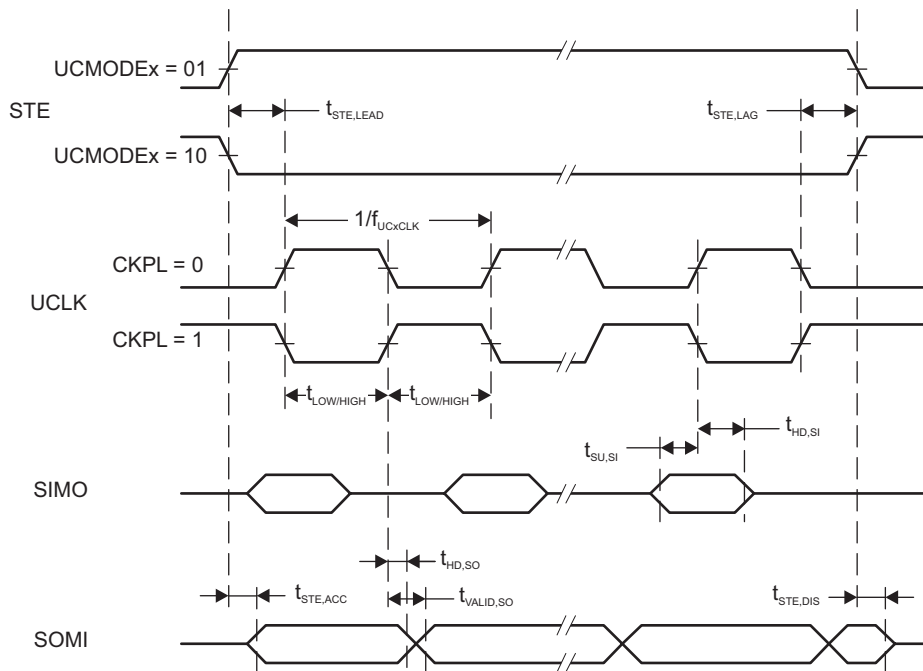 UCMODEx = 01
STE
t_STE,LEAD
t_STE,LAG
UCMODEx = 10
1/f_UCxCLK
CKPL = 0
UCLK
CKPL = 1
t_LOW/HIGH
t_LOW/HIGH
t_HD,SI
t_SU,SI
SIMO
t_HD,SO
t_STE,ACC
t_VALID,SO
t_STE,DIS
SOMI